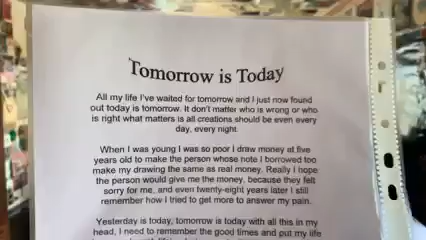 Tomorrow is Today
All my life I've waited for tomorrow and I just now found
out today is tomorrow. It don't matter who is wrong or who
is right what matters is all creations should be even every
day, every night.
When I was young I was so poor I draw money at five
years old to make the person whose note I borrowed too
make my drawing the same as real money. Really I hope
the person would give me the money, because they felt
sorry for me, and even twenty-eight years later I still
remember how I tried to get more to answer my pain.
Yesterday is today, tomorrow is today with all this in my
head, I need to remember the good times and put my life